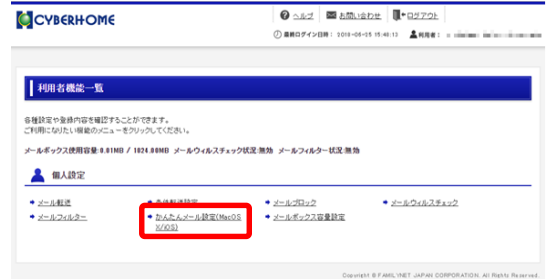 CYBERHOME
ヘルプ お問い合わせ ログアウト
最終ログイン日時: 2018-06-25 15:46:13 利用者:
利用者機能一覧
各種設定や登録内容を確認することができます。
ご利用になりたい機能のメニューをクリックしてください。
メールボックス使用容量:0.01MB / 1024.00MB メールウィルスチェック状況:無効 メールフィルター状況:無効
個人設定
メール転送 条件転送設定 メールブロック メールウィルスチェック
メールフィルター かんたんメール設定(MacOS メールボックス容量設定
X/iOS)
Copyright © FAMILYNET JAPAN CORPORATION. All Rights Reserved.